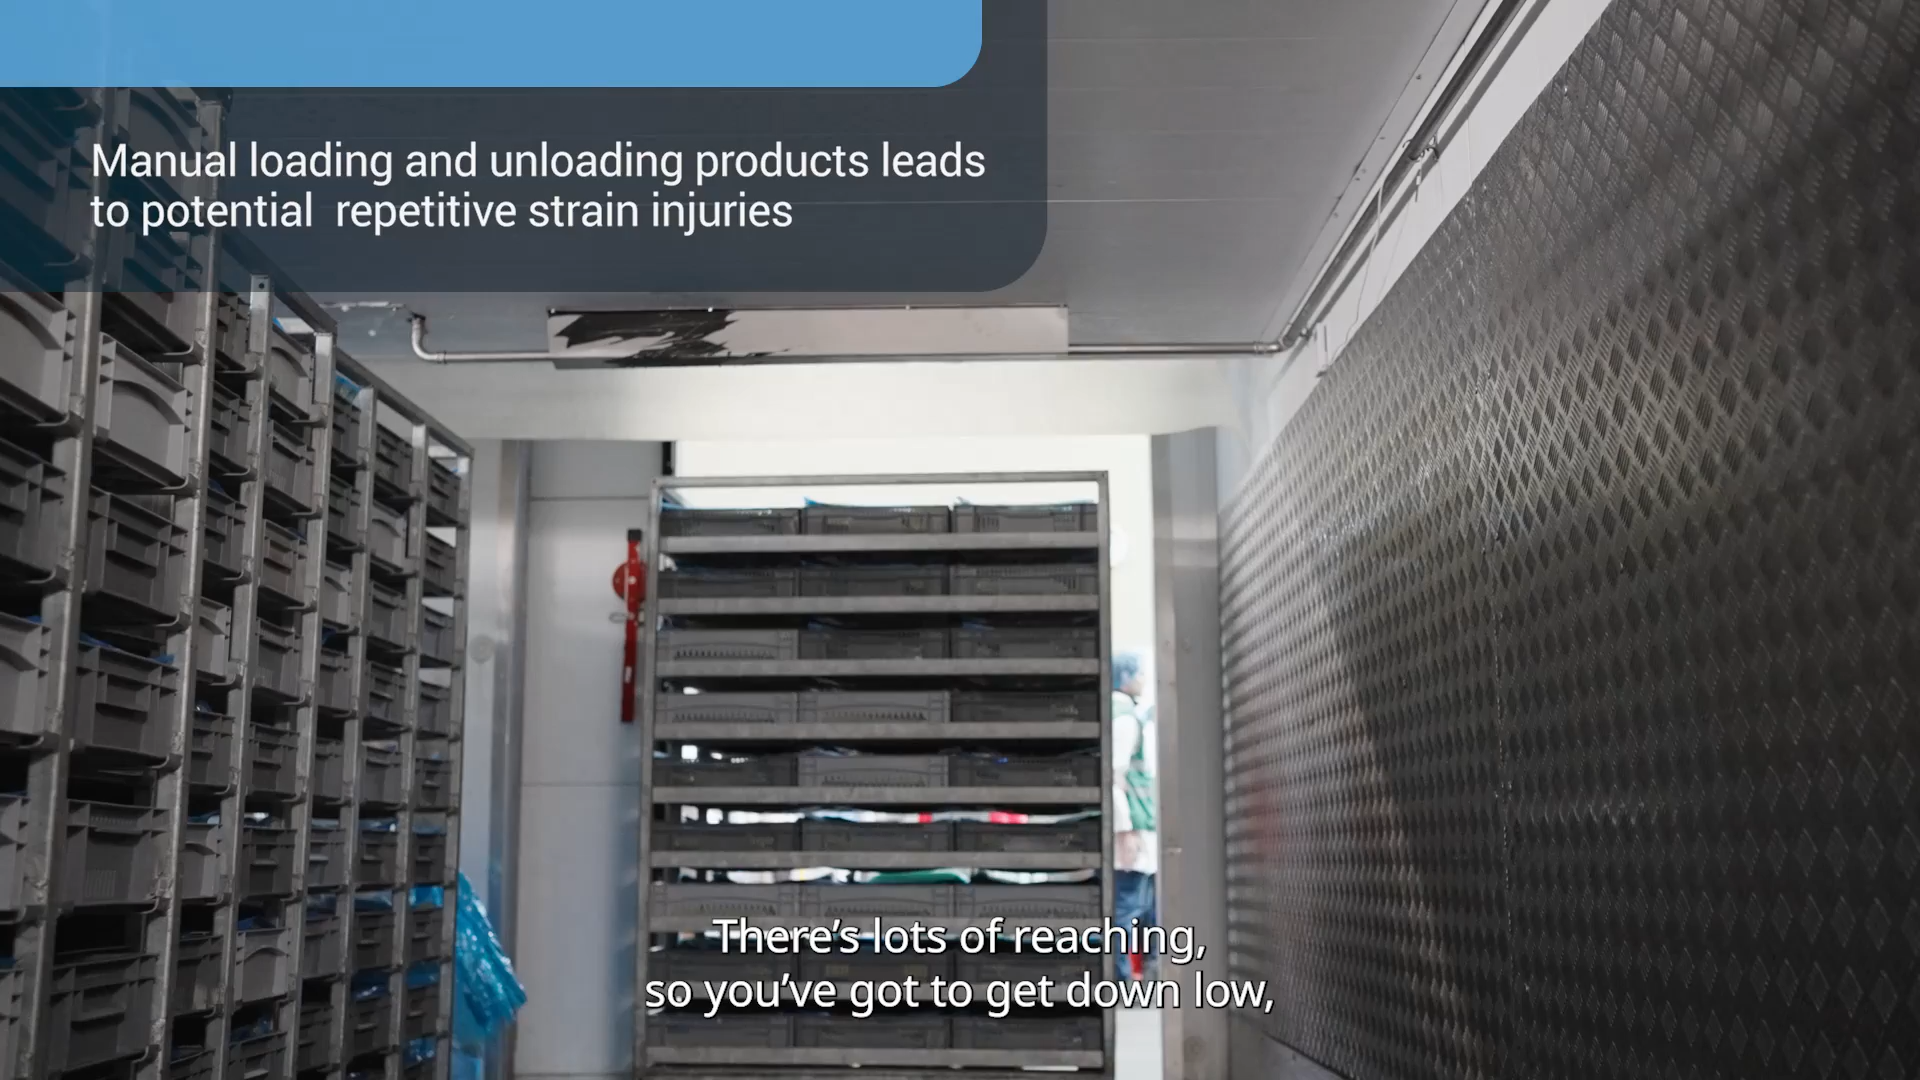 Manual loading and unloading products leads
to potential  repetitive strain injuries
There’s lots of reaching,
so you’ve got to get down low,